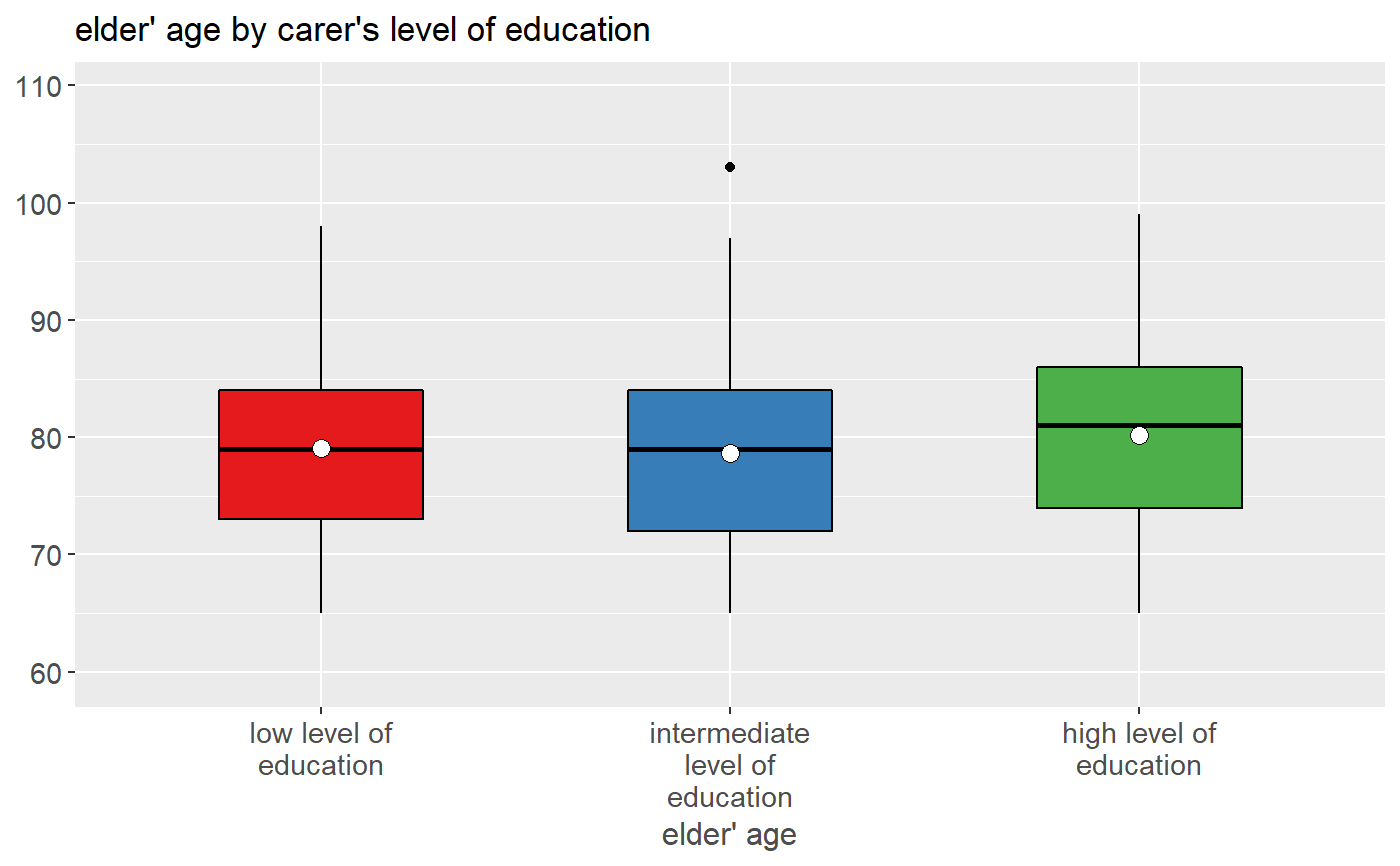 elder' age by carer's level of education
110
100
90
80
70
60
low level of
education
intermediate
level of
education
high level of
education
elder' age